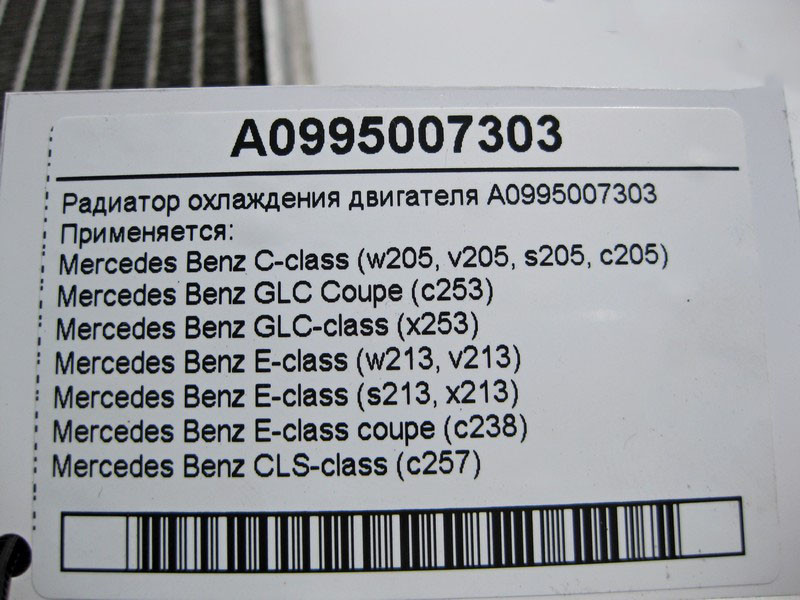 A0995007303
Радиатор охлаждения двигателя A0995007303
Применяется:
Mercedes Benz C-class (w205, v205, s205, c205)
Mercedes Benz GLC Coupe (c253)
Mercedes Benz GLC-class (x253)
Mercedes Benz E-class (w213, v213)
Mercedes Benz E-class (s213, x213)
Mercedes Benz E-class coupe (c238)
Mercedes Benz CLS-class (c257)